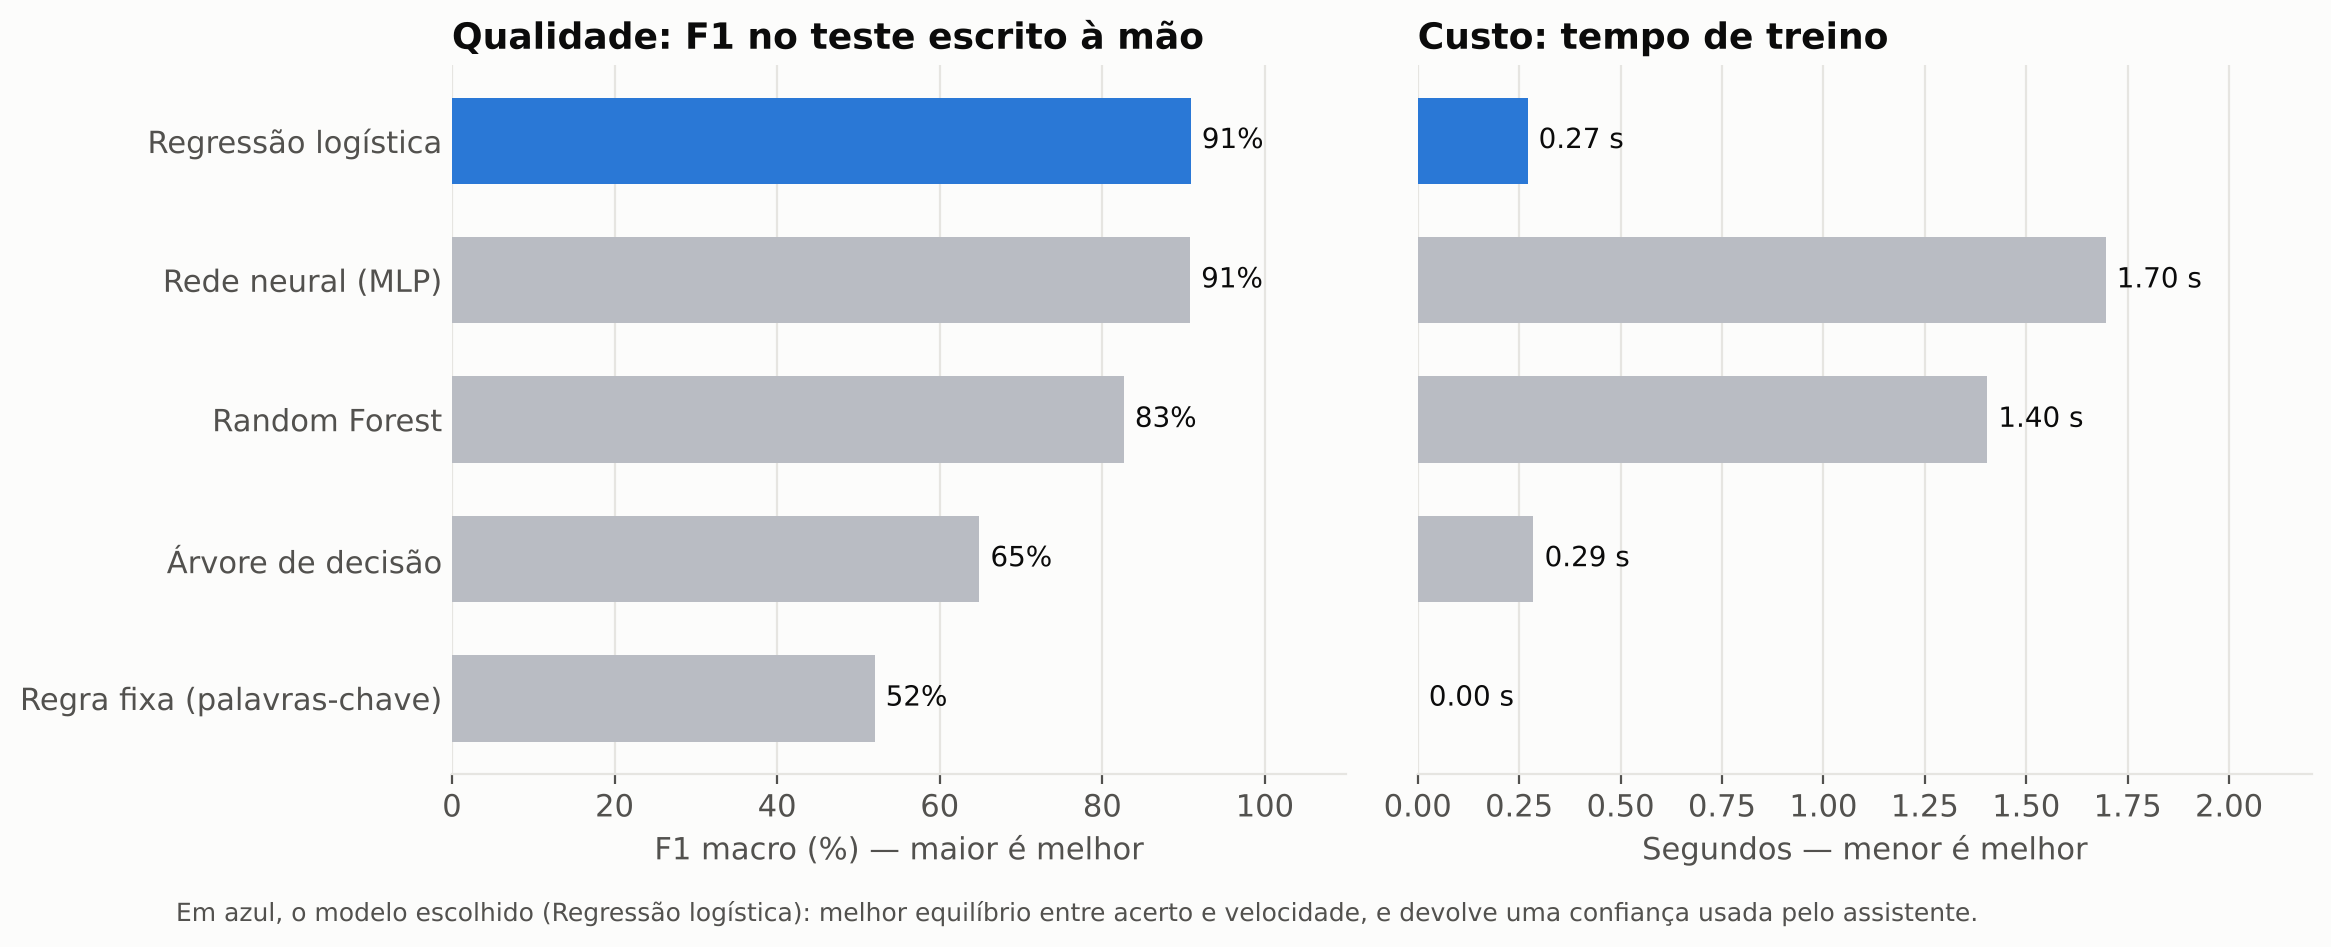 Qualidade: F1 no teste escrito à mão
Regressão logística
91%
Rede neural (MLP)
91%
Random Forest
83%
Árvore de decisão
65%
Regra fixa (palavras-chave)
52%
0
20
40
60
80
100
F1 macro (%) — maior é melhor
Custo: tempo de treino
0.27 s
1.70 s
1.40 s
0.29 s
0.00 s
0.00
0.25
0.50
0.75
1.00
1.25
1.50
1.75
2.00
Segundos — menor é melhor
Em azul, o modelo escolhido (Regressão logística): melhor equilíbrio entre acerto e velocidade, e devolve uma confiança usada pelo assistente.